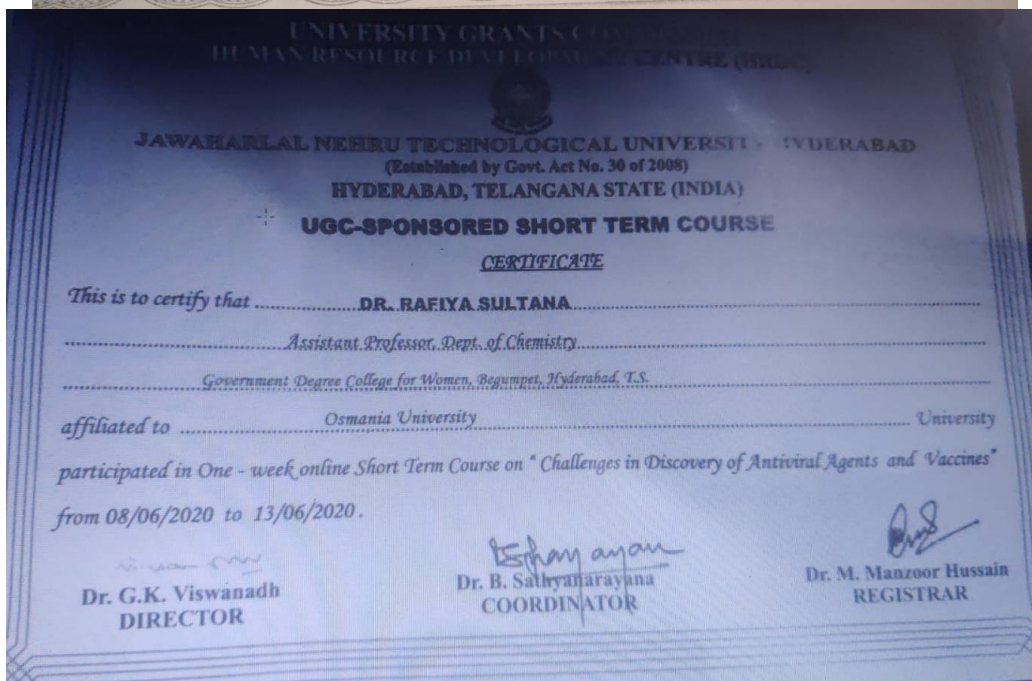 UNIVERSITY GRANTS
HUMAN RESOURCE DEVELOPMENT CENTRE (HRDC)
JAWAHARLAL NEHRU TECHNOLOGICAL UNIVERSITY HYDERABAD
(Established by Govt. Act No. 30 of 2008)
HYDERABAD, TELANGANA STATE (INDIA)
UGC-SPONSORED SHORT TERM COURSE
CERTIFICATE
This is to certify that ............ DR. RAFIYA SULTANA ............
Assistant Professor, Dept. of Chemistry
Government Degree College for Women, Begumpet, Hyderabad, T.S.
affiliated to ............ Osmania University ............ University
participated in One - week online Short Term Course on " Challenges in Discovery of Antiviral Agents and Vaccines"
from 08/06/2020 to 13/06/2020 .
Dr. G.K. Viswanadh Dr. B. Sathyanarayana Dr. M. Manzoor Hussain
DIRECTOR COORDINATOR REGISTRAR